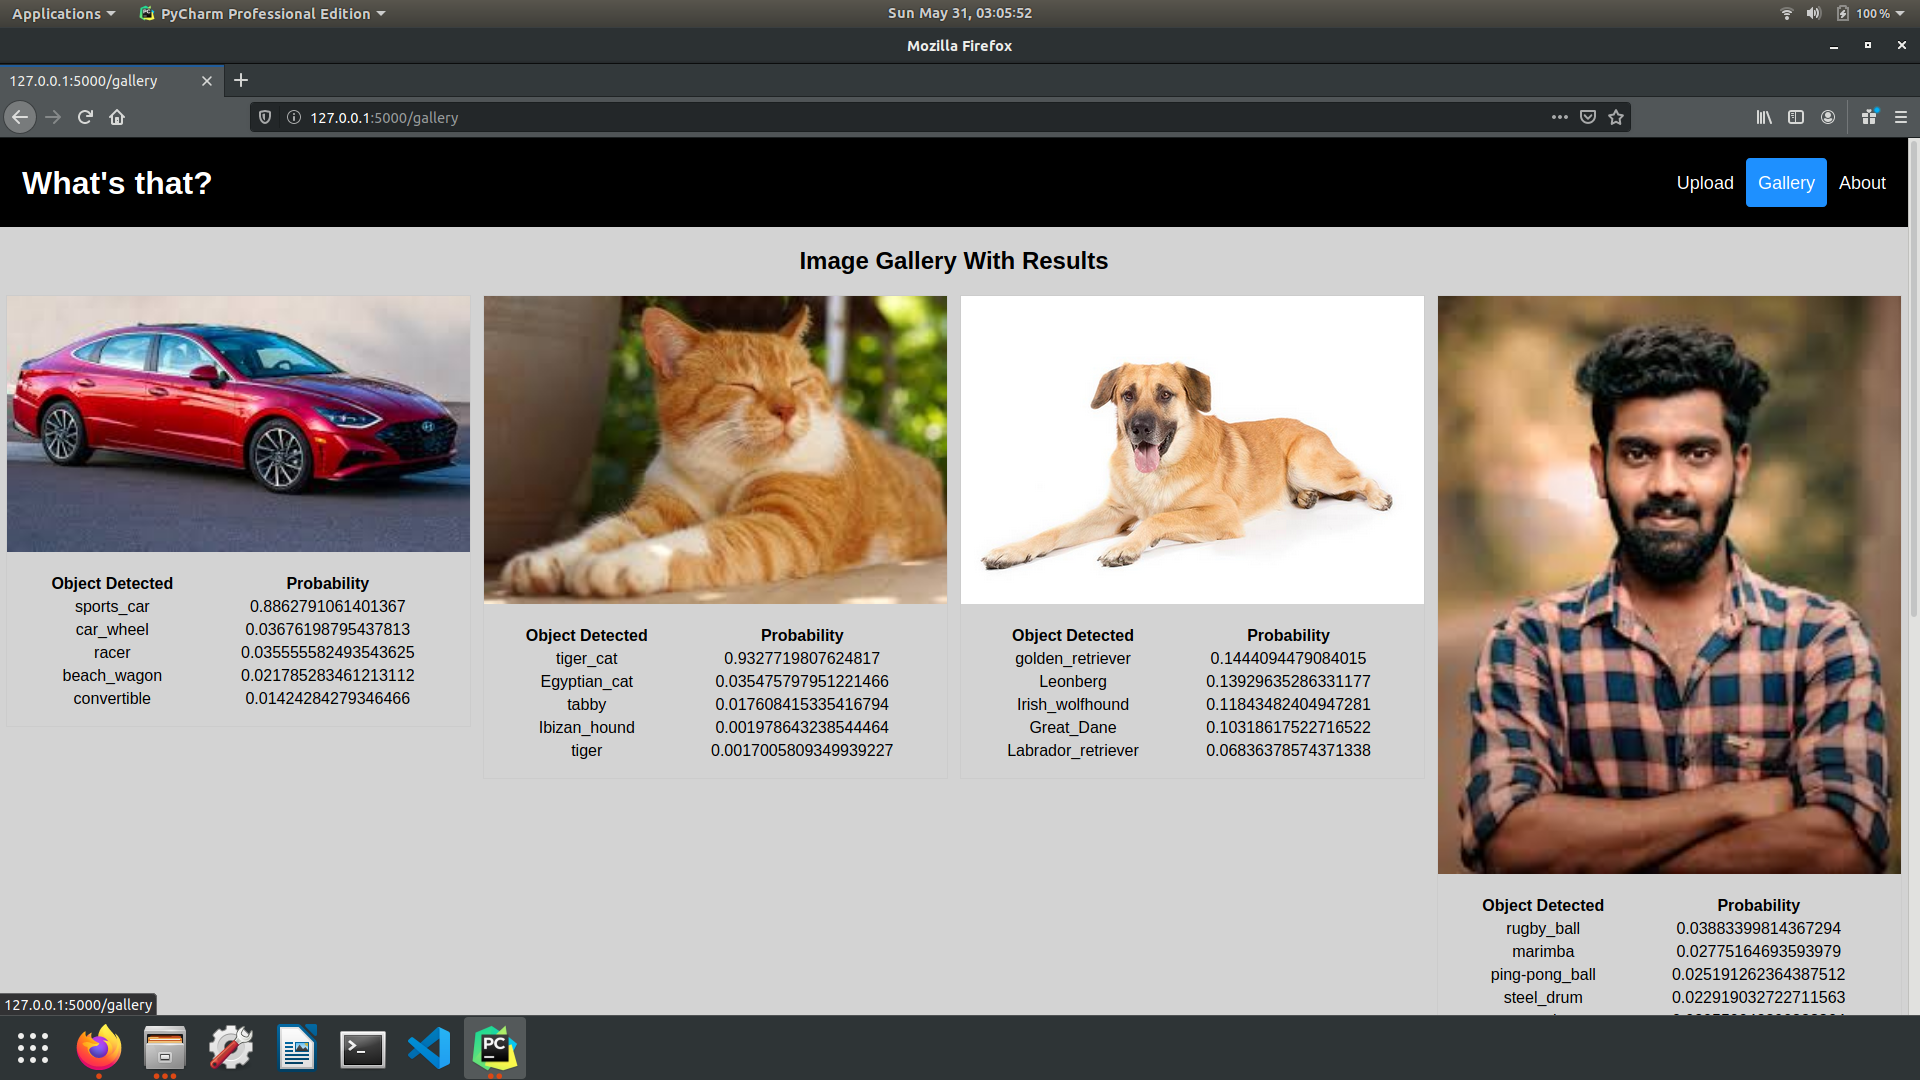 Applications PyCharm Professional Edition Sun May 31, 03:05:52 100%
Mozilla Firefox
127.0.0.1:5000/gallery
127.0.0.1:5000/gallery
What's that? Upload Gallery About
Image Gallery With Results
Object Detected Probability
sports_car 0.8862791061401367
car_wheel 0.03676198795437813
racer 0.035555582493543625
beach_wagon 0.021785283461213112
convertible 0.01424284279346466
Object Detected Probability
tiger_cat 0.9327719807624817
Egyptian_cat 0.035475797951221466
tabby 0.017608415335416794
Ibizan_hound 0.001978643238544464
tiger 0.0017005809349939227
Object Detected Probability
golden_retriever 0.1444094479084015
Leonberg 0.13929635286331177
Irish_wolfhound 0.11843482404947281
Great_Dane 0.10318617522716522
Labrador_retriever 0.06836378574371338
Object Detected Probability
rugby_ball 0.03883399814367294
marimba 0.02775164693593979
ping-pong_ball 0.025191262364387512
steel_drum 0.022919032722711563
127.0.0.1:5000/gallery
PC